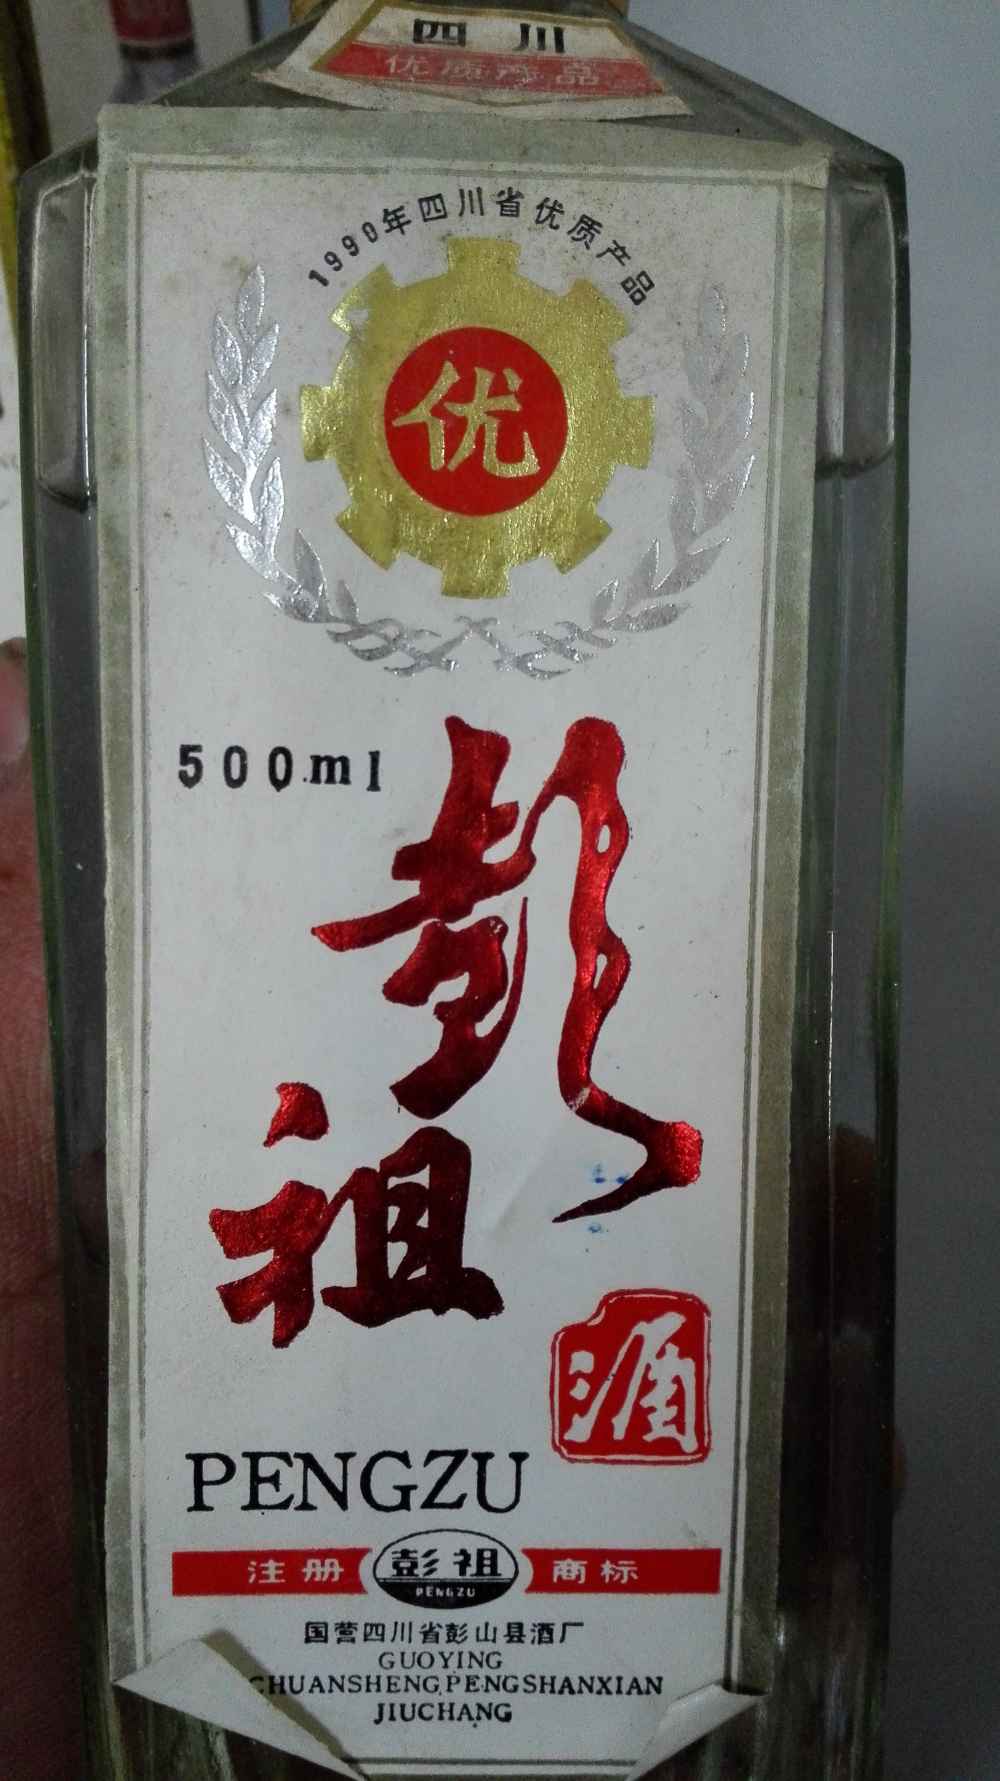 四川
优质产品
1990年四川省优质产品
优
500ml
彭祖
酒
PENGZU
注册 彭祖 商标
PENGZU
国营四川省彭山县酒厂
GUOYING
CHUANSHENG PENGSHANXIAN
JIUCHANG